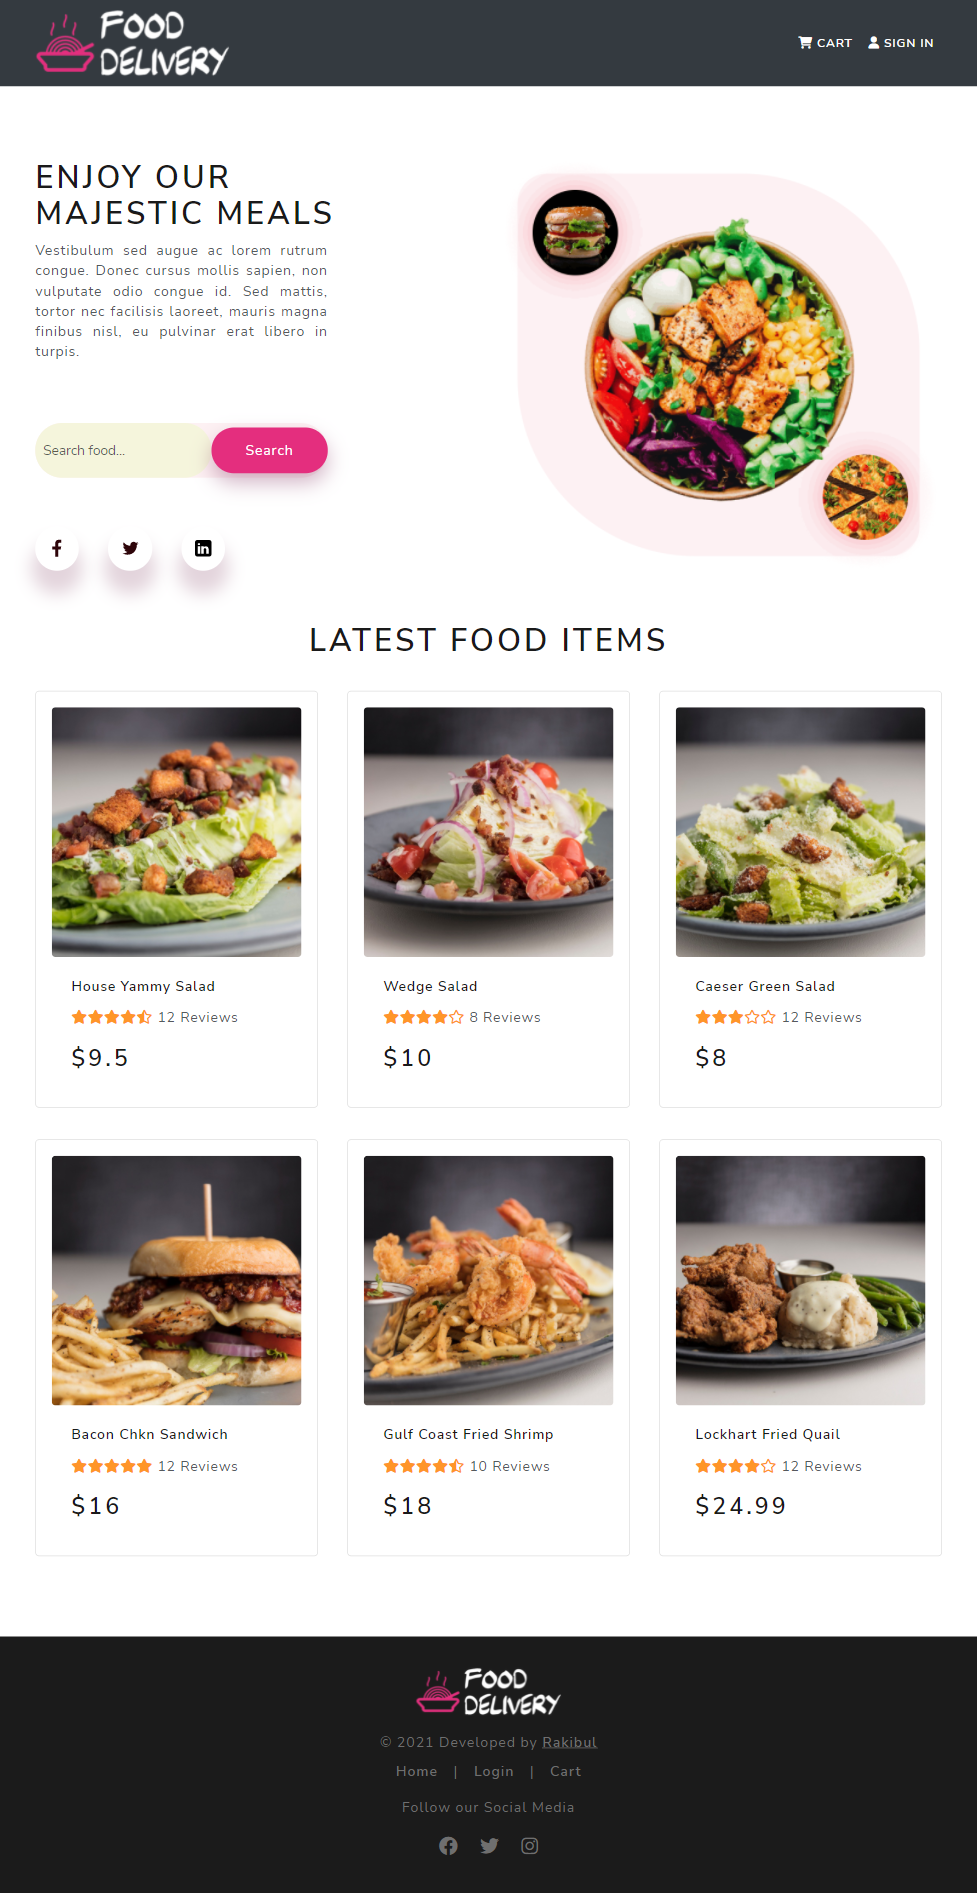 FOOD
DELIVERY
CART SIGN IN
ENJOY OUR
MAJESTIC MEALS
Vestibulum sed augue ac lorem rutrum
congue. Donec cursus mollis sapien, non
vulputate odio congue id. Sed mattis,
tortor nec facilisis laoreet, mauris magna
finibus nisl, eu pulvinar erat libero in
turpis.
Search food...
Search
LATEST FOOD ITEMS
House Yammy Salad
12 Reviews
$9.5
Wedge Salad
8 Reviews
$10
Caeser Green Salad
12 Reviews
$8
Bacon Chkn Sandwich
12 Reviews
$16
Gulf Coast Fried Shrimp
10 Reviews
$18
Lockhart Fried Quail
12 Reviews
$24.99
FOOD
DELIVERY
© 2021 Developed by Rakibul
Home | Login | Cart
Follow our Social Media